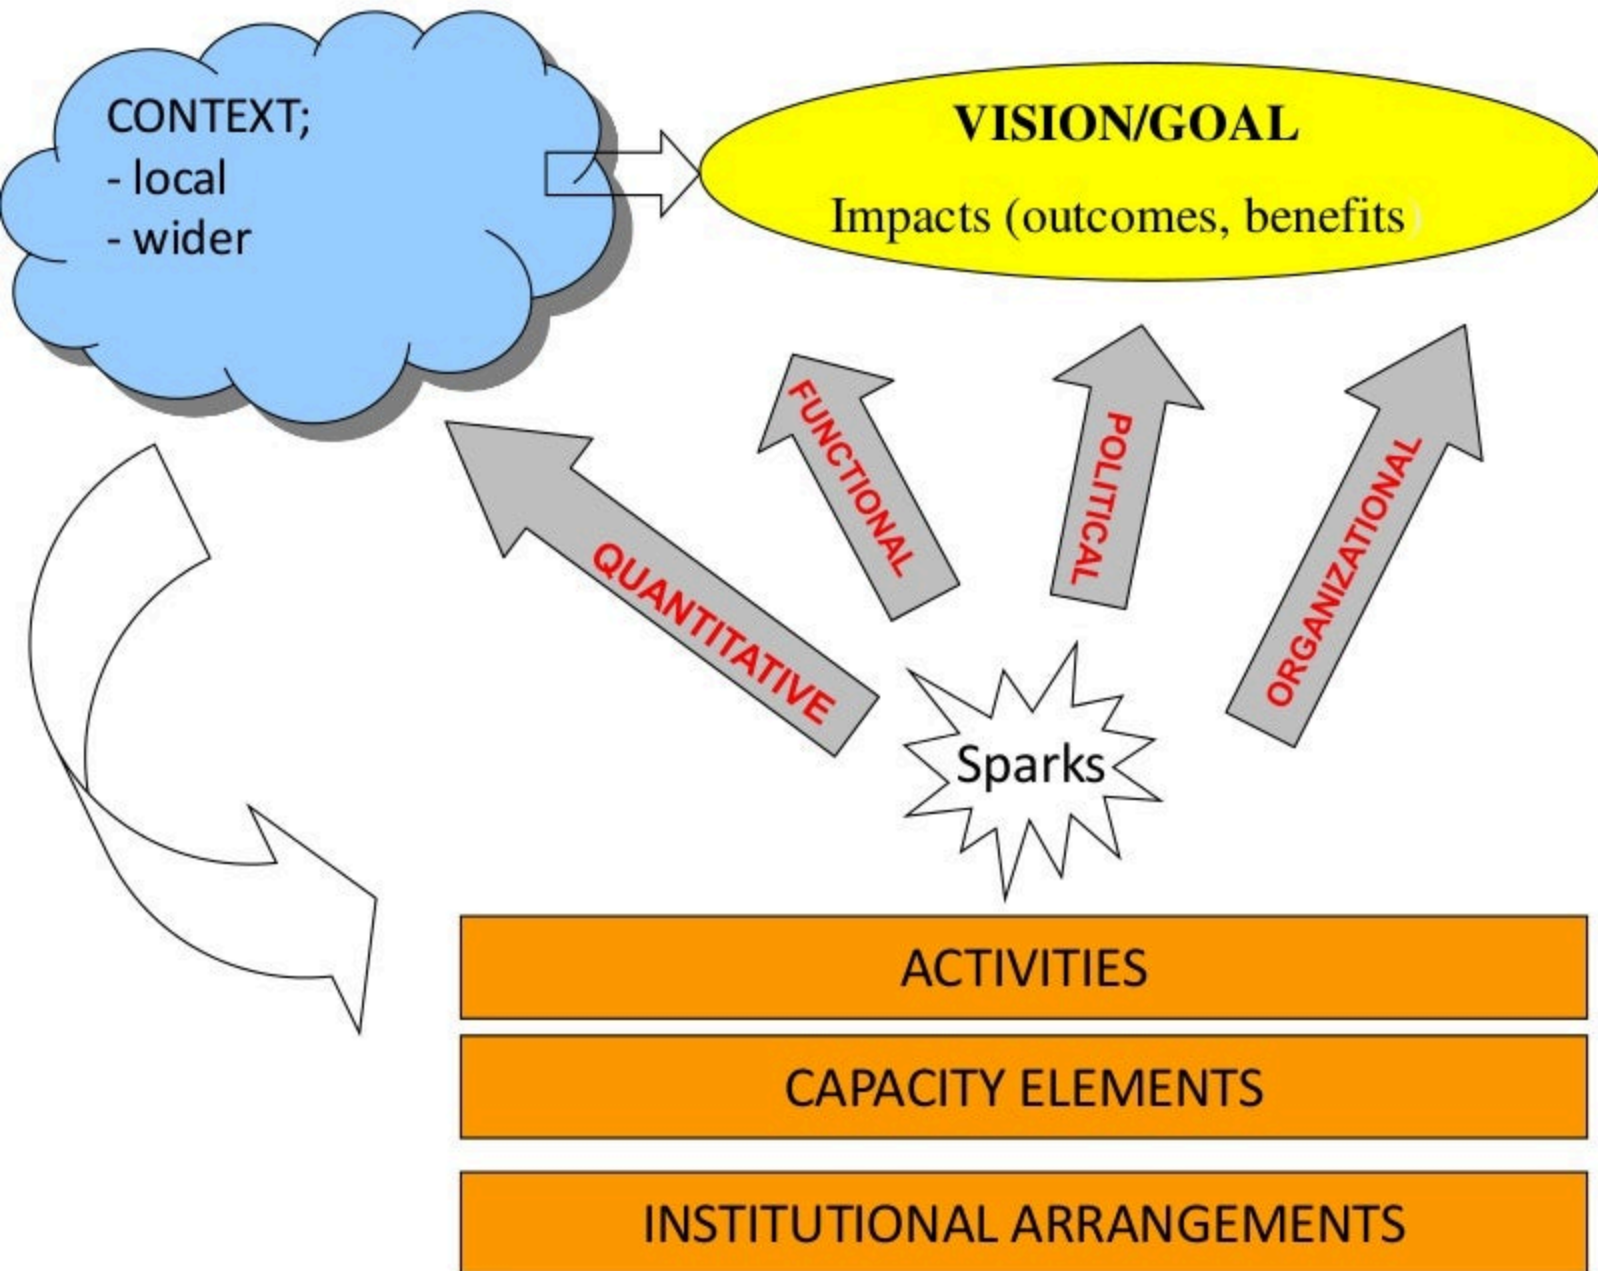 CONTEXT;
- local
- wider
VISION/GOAL
Impacts (outcomes, benefits)
FUNCTIONAL
POLITICAL
ORGANIZATIONAL
QUANTITATIVE
Sparks
ACTIVITIES
CAPACITY ELEMENTS
INSTITUTIONAL ARRANGEMENTS